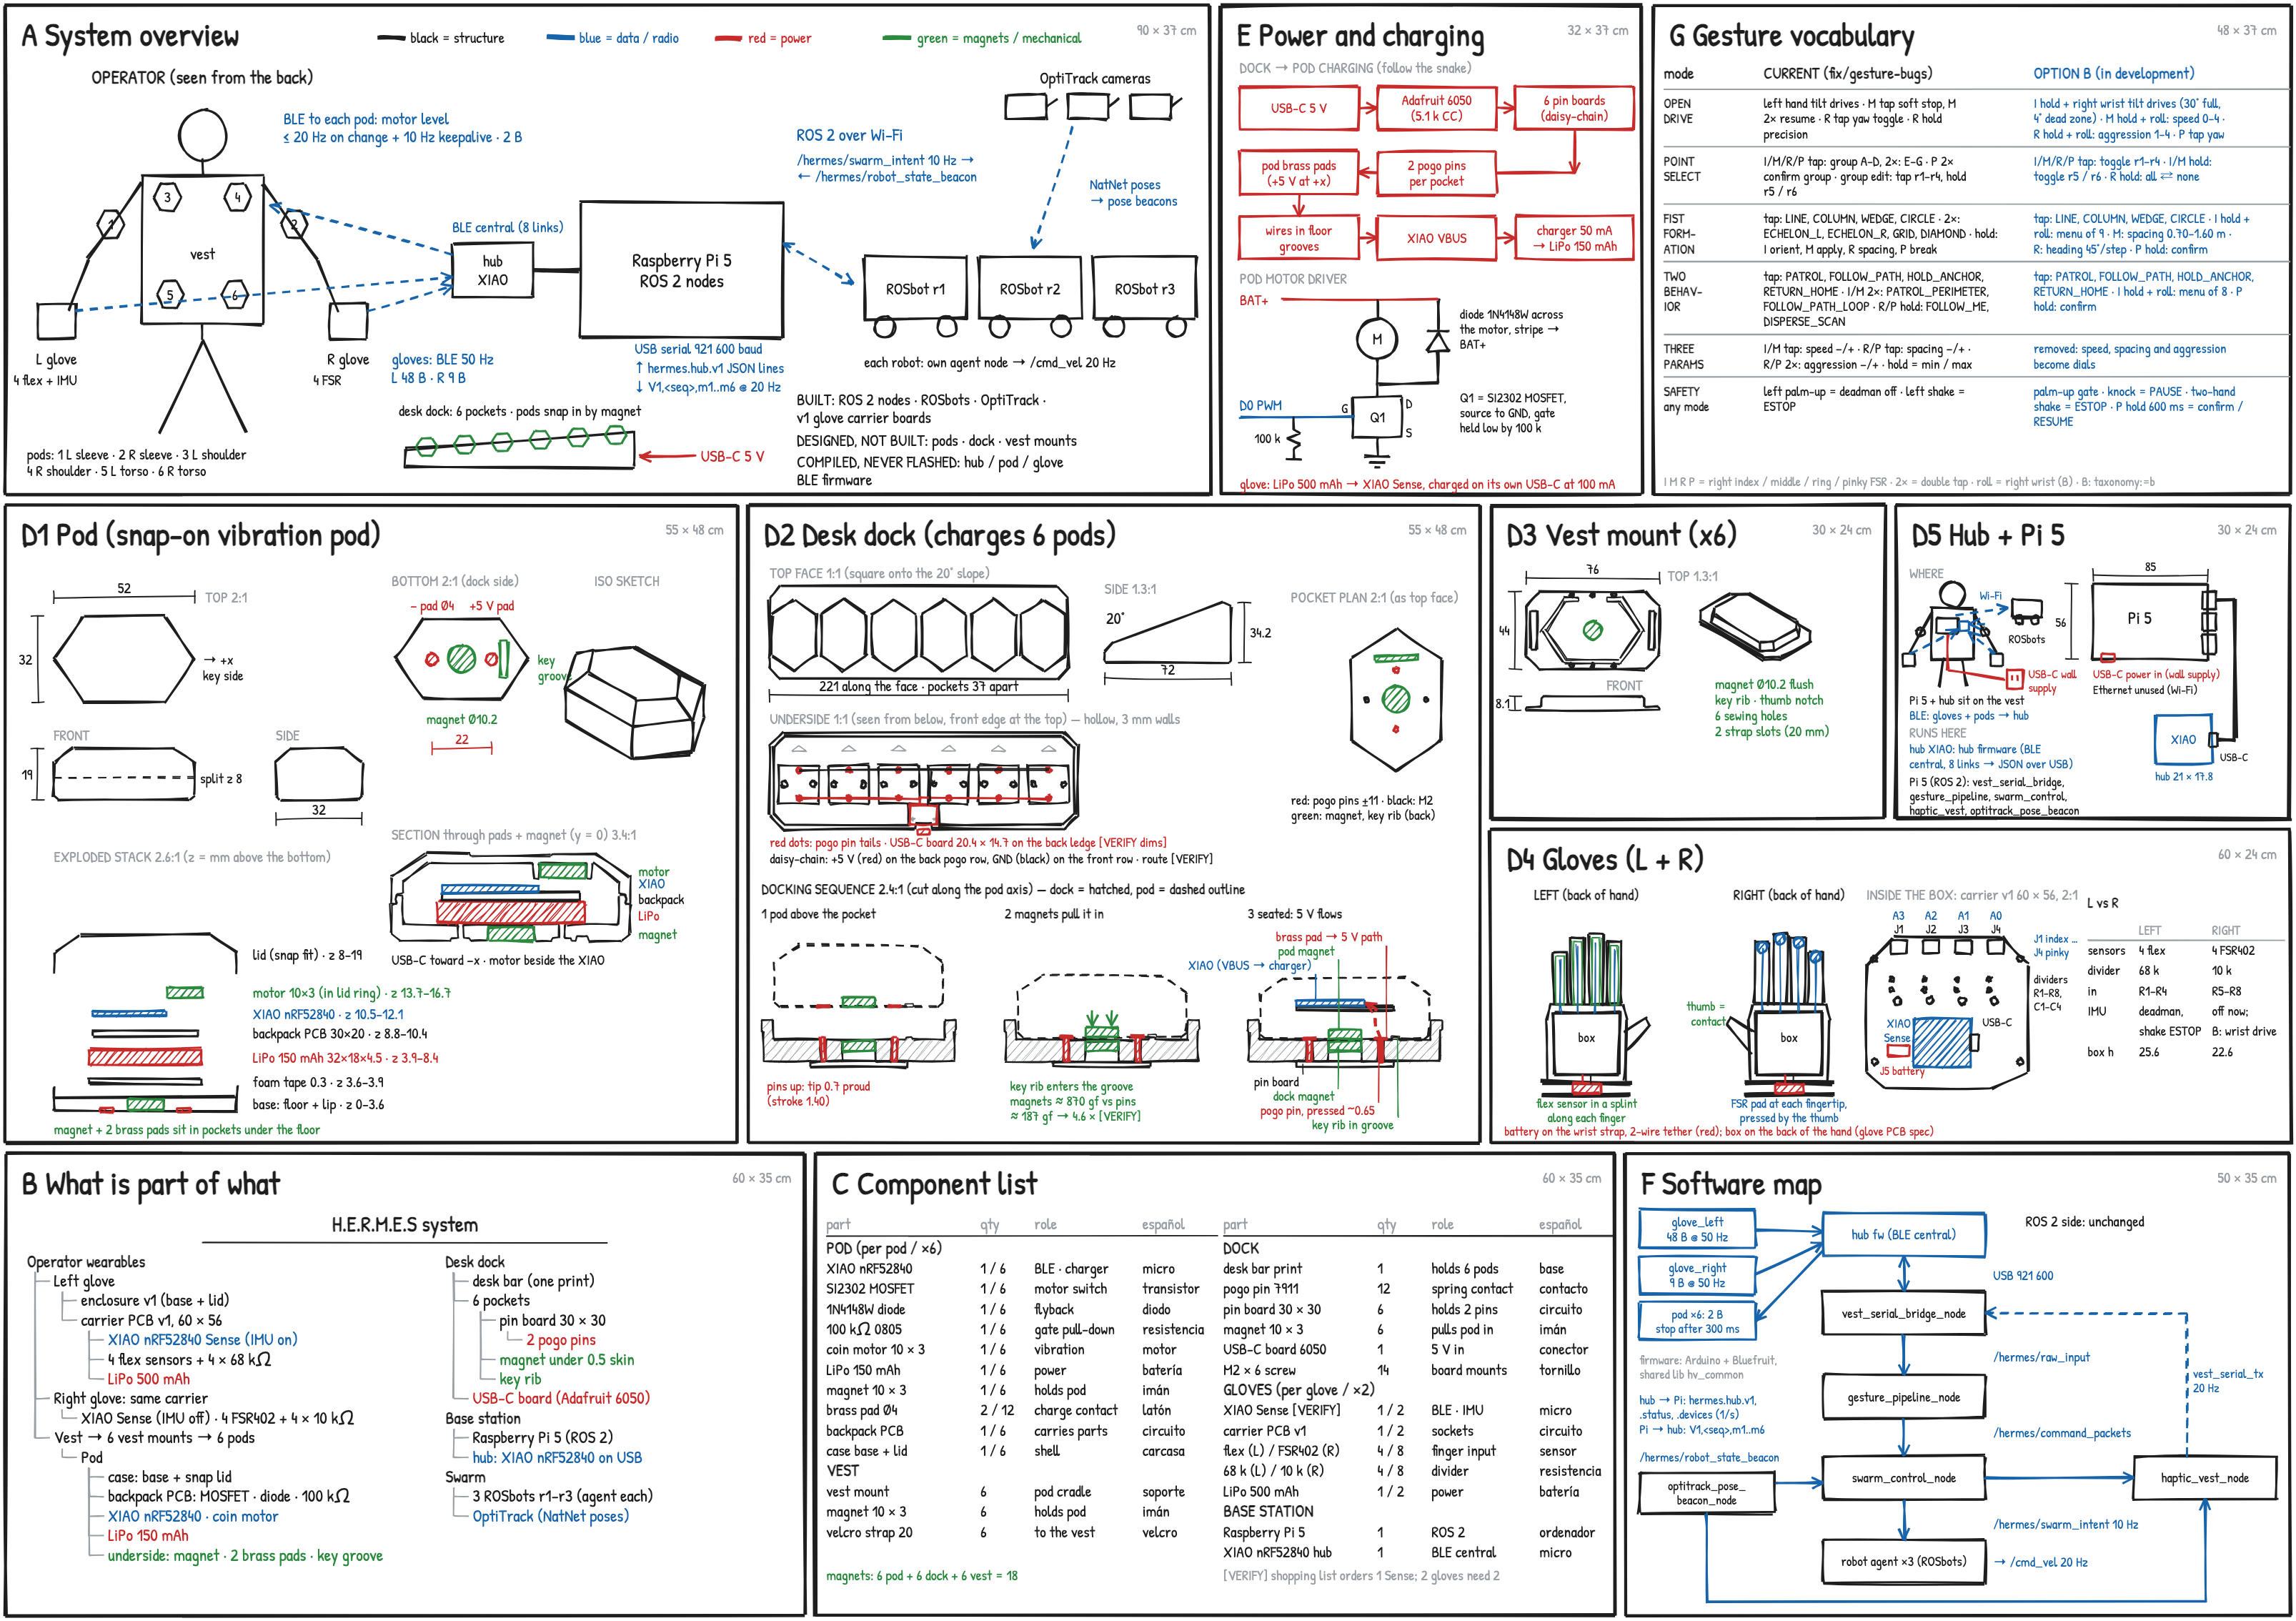 A System overview
black = structure
blue = data / radio
red = power
green = magnets / mechanical
90 × 37 cm
OPERATOR (seen from the back)
BLE to each pod: motor level
≤ 20 Hz on change + 10 Hz keepalive · 2 B
OptiTrack cameras
ROS 2 over Wi-Fi
/hermes/swarm_intent 10 Hz →
← /hermes/robot_state_beacon
NatNet poses
→ pose beacons
1
3
4
2
vest
5
6
BLE central (8 links)
hub
XIAO
Raspberry Pi 5
ROS 2 nodes
ROSbot r1
ROSbot r2
ROSbot r3
L glove
4 flex + IMU
R glove
4 FSR
gloves: BLE 50 Hz
L 48 B · R 9 B
USB serial 921 600 baud
↑ hermes.hub.v1 JSON lines
↓ V1,<seq>,m1..m6 @ 20 Hz
each robot: own agent node → /cmd_vel 20 Hz
desk dock: 6 pockets · pods snap in by magnet
USB-C 5 V
BUILT: ROS 2 nodes · ROSbots · OptiTrack ·
v1 glove carrier boards
DESIGNED, NOT BUILT: pods · dock · vest mounts
COMPILED, NEVER FLASHED: hub / pod / glove
BLE firmware
pods: 1 L sleeve · 2 R sleeve · 3 L shoulder
4 R shoulder · 5 L torso · 6 R torso
E Power and charging
32 × 37 cm
DOCK → POD CHARGING (follow the snake)
USB-C 5 V
Adafruit 6050
(5.1 k CC)
6 pin boards
(daisy-chain)
pod brass pads
(+5 V at +x)
2 pogo pins
per pocket
wires in floor
grooves
XIAO VBUS
charger 50 mA
→ LiPo 150 mAh
POD MOTOR DRIVER
BAT+
M
diode 1N4148W across
the motor, stripe →
BAT+
D0 PWM
G
D
Q1
S
100 k
Q1 = SI2302 MOSFET,
source to GND, gate
held low by 100 k
glove: LiPo 500 mAh → XIAO Sense, charged on its own USB-C at 100 mA
G Gesture vocabulary
48 × 37 cm
mode
CURRENT (fix/gesture-bugs)
OPTION B (in development)
OPEN
DRIVE
left hand tilt drives · M tap soft stop, M
2× resume · R tap yaw toggle · R hold
precision
I hold + right wrist tilt drives (30° full,
4° dead zone) · M hold + roll: speed 0-4 ·
R hold + roll: aggression 1-4 · P tap yaw
POINT
SELECT
I/M/R/P tap: group A-D, 2×: E-G · P 2×
confirm group · group edit: tap r1-r4, hold
r5 / r6
I/M/R/P tap: toggle r1-r4 · I/M hold:
toggle r5 / r6 · R hold: all ⇄ none
FIST
FORM-
ATION
tap: LINE, COLUMN, WEDGE, CIRCLE · 2×:
ECHELON_L, ECHELON_R, GRID, DIAMOND · hold:
I orient, M apply, R spacing, P break
tap: LINE, COLUMN, WEDGE, CIRCLE · I hold +
roll: menu of 9 · M: spacing 0.70-1.60 m ·
R: heading 45°/step · P hold: confirm
TWO
BEHAV-
IOR
tap: PATROL, FOLLOW_PATH, HOLD_ANCHOR,
RETURN_HOME · I/M 2×: PATROL_PERIMETER,
FOLLOW_PATH_LOOP · R/P hold: FOLLOW_ME,
DISPERSE_SCAN
tap: PATROL, FOLLOW_PATH, HOLD_ANCHOR,
RETURN_HOME · I hold + roll: menu of 8 · P
hold: confirm
THREE
PARAMS
I/M tap: speed -/+ · R/P tap: spacing -/+ ·
R/P 2×: aggression -/+ · hold = min / max
removed: speed, spacing and aggression
become dials
SAFETY
any mode
left palm-up = deadman off · left shake =
ESTOP
palm-up gate · knock = PAUSE · two-hand
shake = ESTOP · P hold 600 ms = confirm /
RESUME
I M R P = right index / middle / ring / pinky FSR · 2× = double tap · roll = right wrist (B) · B: taxonomy:=b
D1 Pod (snap-on vibration pod)
55 × 48 cm
52
TOP 2:1
32
→ +x
key side
BOTTOM 2:1 (dock side)
- pad Ø4
+5 V pad
key
groove
magnet Ø10.2
22
ISO SKETCH
FRONT
19
split z 8
SIDE
32
SECTION through pads + magnet (y = 0) 3.4:1
motor
XIAO
backpack
LiPo
magnet
USB-C toward -x · motor beside the XIAO
EXPLODED STACK 2.6:1 (z = mm above the bottom)
lid (snap fit) · z 8-19
motor 10×3 (in lid ring) · z 13.7-16.7
XIAO nRF52840 · z 10.5-12.1
backpack PCB 30×20 · z 8.8-10.4
LiPo 150 mAh 32×18×4.5 · z 3.9-8.4
foam tape 0.3 · z 3.6-3.9
base: floor + lip · z 0-3.6
magnet + 2 brass pads sit in pockets under the floor
D2 Desk dock (charges 6 pods)
55 × 48 cm
TOP FACE 1:1 (square onto the 20° slope)
221 along the face · pockets 37 apart
SIDE 1.3:1
20°
34.2
72
POCKET PLAN 2:1 (as top face)
red: pogo pins ±11 · black: M2
green: magnet, key rib (back)
UNDERSIDE 1:1 (seen from below, front edge at the top) — hollow, 3 mm walls
red dots: pogo pin tails · USB-C board 20.4 × 14.7 on the back ledge [VERIFY dims]
daisy-chain: +5 V (red) on the back pogo row, GND (black) on the front row · route [VERIFY]
DOCKING SEQUENCE 2.4:1 (cut along the pod axis) — dock = hatched, pod = dashed outline
1 pod above the pocket
2 magnets pull it in
3 seated: 5 V flows
brass pad → 5 V path
pod magnet
XIAO (VBUS → charger)
pins up: tip 0.7 proud
(stroke 1.40)
key rib enters the groove
magnets ≈ 870 gf vs pins
≈ 187 gf → 4.6 × [VERIFY]
pin board
dock magnet
pogo pin, pressed ~0.65
key rib in groove
D3 Vest mount (x6)
30 × 24 cm
76
TOP 1.3:1
44
FRONT
8.1
magnet Ø10.2 flush
key rib · thumb notch
6 sewing holes
2 strap slots (20 mm)
D5 Hub + Pi 5
30 × 24 cm
WHERE
Wi-Fi
ROSbots
USB-C wall
supply
Pi 5 + hub sit on the vest
BLE: gloves + pods → hub
RUNS HERE
hub XIAO: hub firmware (BLE
central, 8 links → JSON over USB)
Pi 5 (ROS 2): vest_serial_bridge,
gesture_pipeline, swarm_control,
haptic_vest, optitrack_pose_beacon
85
56
Pi 5
USB-C power in (wall supply)
Ethernet unused (Wi-Fi)
XIAO
USB-C
hub 21 × 17.8
D4 Gloves (L + R)
60 × 24 cm
LEFT (back of hand)
box
flex sensor in a splint
along each finger
RIGHT (back of hand)
thumb =
contact
box
FSR pad at each fingertip,
pressed by the thumb
INSIDE THE BOX: carrier v1 60 × 56, 2:1
A3
A2
A1
A0
J1
J2
J3
J4
J1 index ...
J4 pinky
dividers
R1-R8,
C1-C4
XIAO
Sense
USB-C
J5 battery
L vs R
LEFT
RIGHT
sensors
4 flex
4 FSR402
divider
68 k
10 k
in
R1-R4
R5-R8
IMU
deadman,
off now;
shake ESTOP
B: wrist drive
box h
25.6
22.6
battery on the wrist strap, 2-wire tether (red); box on the back of the hand (glove PCB spec)
B What is part of what
60 × 35 cm
H.E.R.M.E.S system
Operator wearables
Left glove
enclosure v1 (base + lid)
carrier PCB v1, 60 × 56
XIAO nRF52840 Sense (IMU on)
4 flex sensors + 4 × 68 kΩ
LiPo 500 mAh
Right glove: same carrier
XIAO Sense (IMU off) · 4 FSR402 + 4 × 10 kΩ
Vest → 6 vest mounts → 6 pods
Pod
case: base + snap lid
backpack PCB: MOSFET · diode · 100 kΩ
XIAO nRF52840 · coin motor
LiPo 150 mAh
underside: magnet · 2 brass pads · key groove
Desk dock
desk bar (one print)
6 pockets
pin board 30 × 30
2 pogo pins
magnet under 0.5 skin
key rib
USB-C board (Adafruit 6050)
Base station
Raspberry Pi 5 (ROS 2)
hub: XIAO nRF52840 on USB
Swarm
3 ROSbots r1-r3 (agent each)
OptiTrack (NatNet poses)
C Component list
60 × 35 cm
part
qty
role
español
POD (per pod / ×6)
XIAO nRF52840
1 / 6
BLE · charger
micro
SI2302 MOSFET
1 / 6
motor switch
transistor
1N4148W diode
1 / 6
flyback
diodo
100 kΩ 0805
1 / 6
gate pull-down
resistencia
coin motor 10 × 3
1 / 6
vibration
motor
LiPo 150 mAh
1 / 6
power
batería
magnet 10 × 3
1 / 6
holds pod
imán
brass pad Ø4
2 / 12
charge contact
latón
backpack PCB
1 / 6
carries parts
circuito
case base + lid
1 / 6
shell
carcasa
VEST
vest mount
6
pod cradle
soporte
magnet 10 × 3
6
holds pod
imán
velcro strap 20
6
to the vest
velcro
magnets: 6 pod + 6 dock + 6 vest = 18
part
qty
role
español
DOCK
desk bar print
1
holds 6 pods
base
pogo pin 7911
12
spring contact
contacto
pin board 30 × 30
6
holds 2 pins
circuito
magnet 10 × 3
6
pulls pod in
imán
USB-C board 6050
1
5 V in
conector
M2 × 6 screw
14
board mounts
tornillo
GLOVES (per glove / ×2)
XIAO Sense [VERIFY]
1 / 2
BLE · IMU
micro
carrier PCB v1
1 / 2
sockets
circuito
flex (L) / FSR402 (R)
4 / 8
finger input
sensor
68 k (L) / 10 k (R)
4 / 8
divider
resistencia
LiPo 500 mAh
1 / 2
power
batería
BASE STATION
Raspberry Pi 5
1
ROS 2
ordenador
XIAO nRF52840 hub
1
BLE central
micro
[VERIFY] shopping list orders 1 Sense; 2 gloves need 2
F Software map
50 × 35 cm
glove_left
48 B @ 50 Hz
glove_right
9 B @ 50 Hz
pod ×6: 2 B
stop after 300 ms
hub fw (BLE central)
ROS 2 side: unchanged
USB 921 600
vest_serial_bridge_node
firmware: Arduino + Bluefruit,
shared lib hv_common
/hermes/raw_input
vest_serial_tx
20 Hz
gesture_pipeline_node
hub → Pi: hermes.hub.v1,
.status, .devices (1/s)
Pi → hub: V1,<seq>,m1..m6
/hermes/command_packets
/hermes/robot_state_beacon
optitrack_pose_
beacon_node
swarm_control_node
haptic_vest_node
/hermes/swarm_intent 10 Hz
robot agent ×3 (ROSbots)
→ /cmd_vel 20 Hz